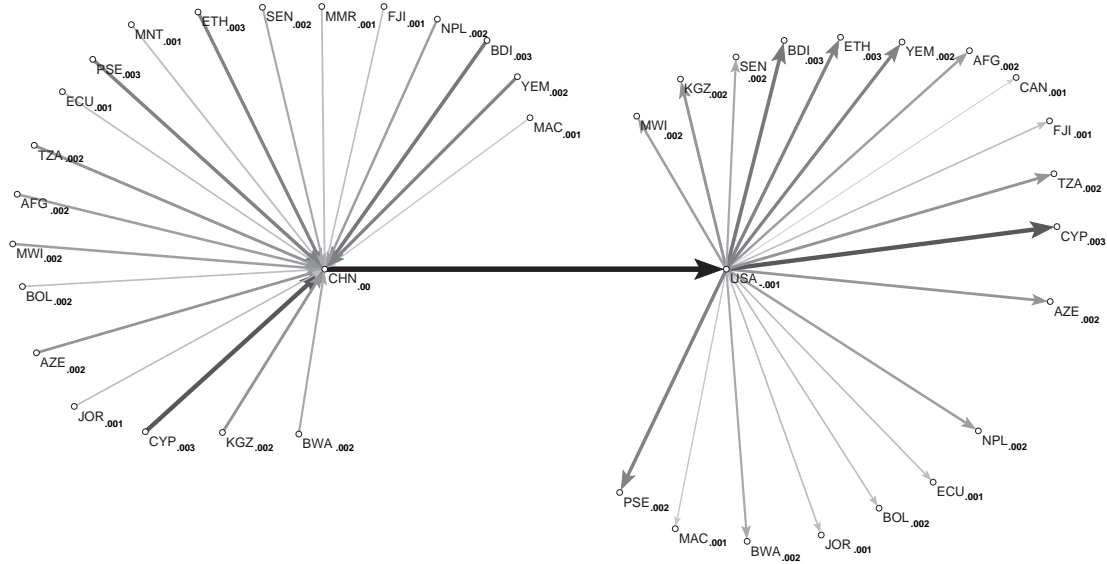 SEN.002
MMR.001
FJI.001
ETH.003
NPL.002
MNT.001
BDI.003
PSE.003
YEM.002
ECU.001
MAC.001
TZA.002
AFG.002
MWI.002
BOL.002
AZE.002
JOR.001
CYP.003
KGZ.002
BWA.002
CHN.00
USA-.001
MWI.002
KGZ.002
SEN.002
BDI.003
ETH.003
YEM.002
AFG.002
CAN.001
FJI.001
TZA.002
CYP.003
AZE.002
NPL.002
ECU.001
BOL.002
JOR.001
BWA.002
MAC.001
PSE.002